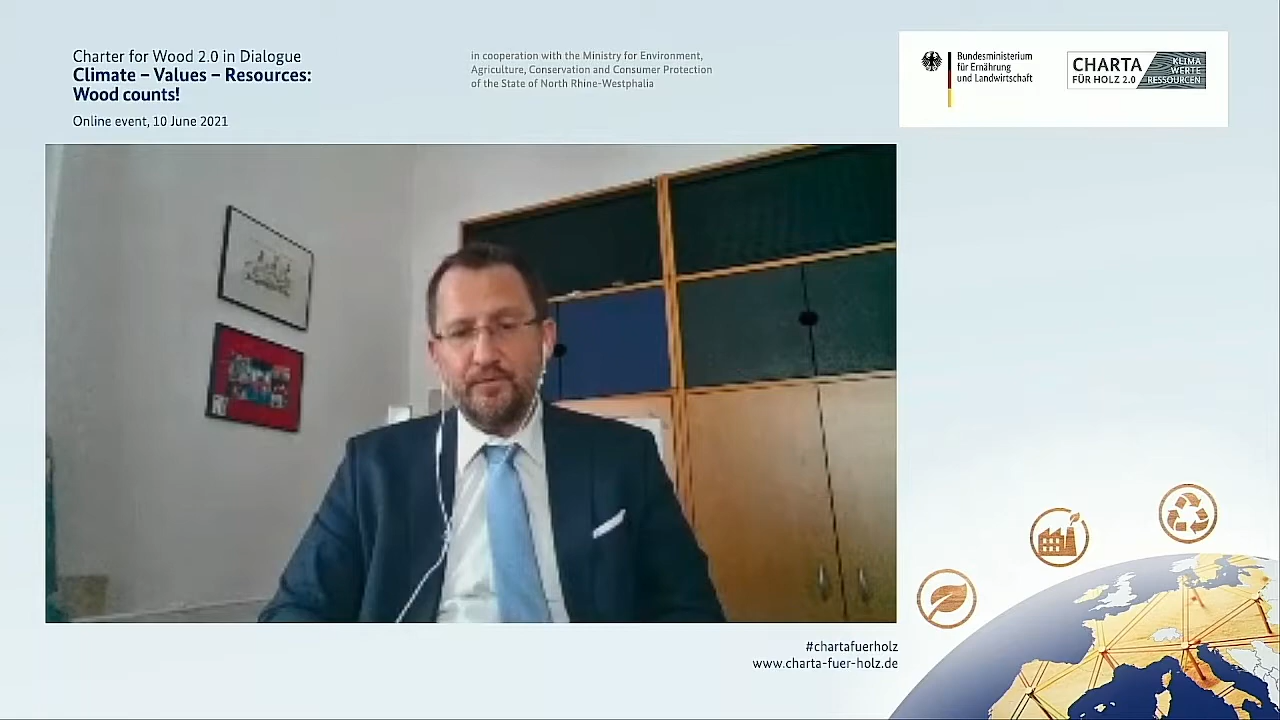 Charter for Wood 2.0 in Dialogue
Climate – Values – Resources:
Wood counts!
Online event, 10 June 2021
in cooperation with the Ministry for Environment,
Agriculture, Conservation and Consumer Protection
of the State of North Rhine-Westphalia
Bundesministerium
für Ernährung
und Landwirtschaft
CHARTA
FÜR HOLZ 2.0
KLIMA
WERTE
RESSOURCEN
#chartafuerholz
www.charta-fuer-holz.de